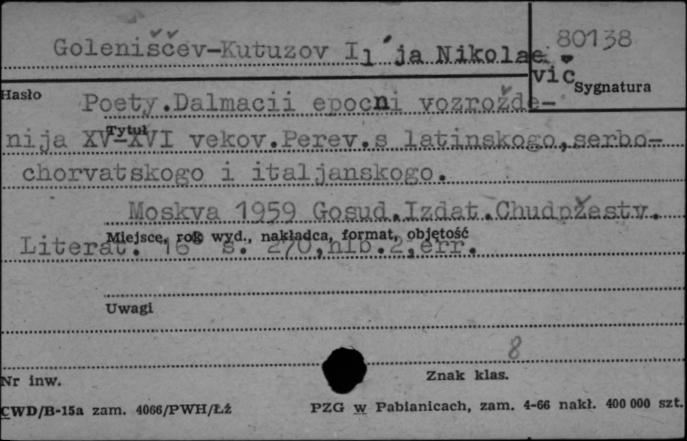 Goleniščev-Kutuzov Il'ja Nikolae
vič
80138
Sygnatura
Hasło
Poety.Dalmacii epochi vozrožde-
Tytuł
nija XV-XVI vekov.Perev.s latinskogo,serbo-
chorvatskogo i italjanskogo.
Moskva 1959 Gosud.Izdat.Chudožestv.
Miejsce, rok wyd., nakładca, format, objętość
Literat. 16° s. 270,nlb.2,err.
Uwagi
8
Nr inw.
Znak klas.
CWD/B-15a zam. 4066/PWH/Łź
PZG w Pabianicach, zam. 4-66 nakł. 400 000 szt.